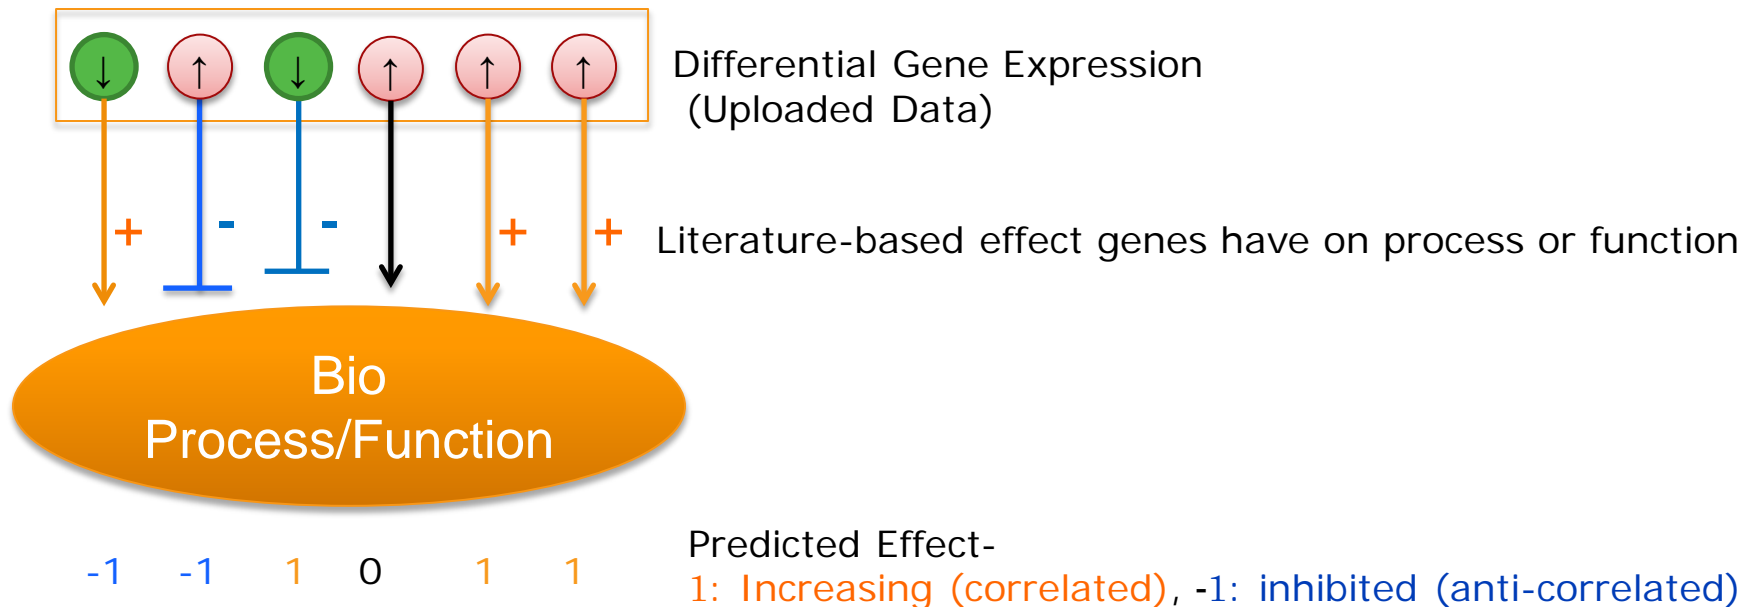 ↓ ↑ ↓ ↑ ↑ ↑
Differential Gene Expression
(Uploaded Data)
+ - - + +
Literature-based effect genes have on process or function
Bio
Process/Function
-1 -1 1 0 1 1
Predicted Effect-
1: Increasing (correlated), -1: inhibited (anti-correlated)